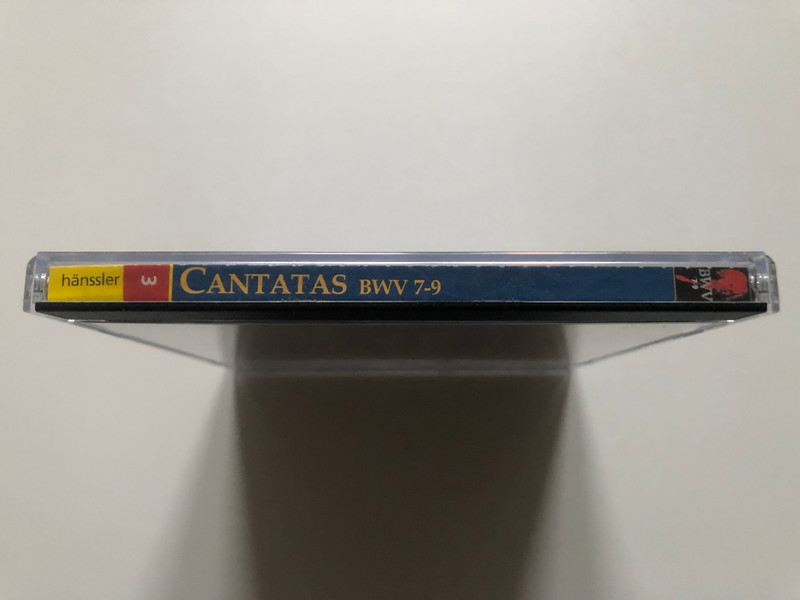 hänssler
3
CANTATAS BWV 7-9
BWV